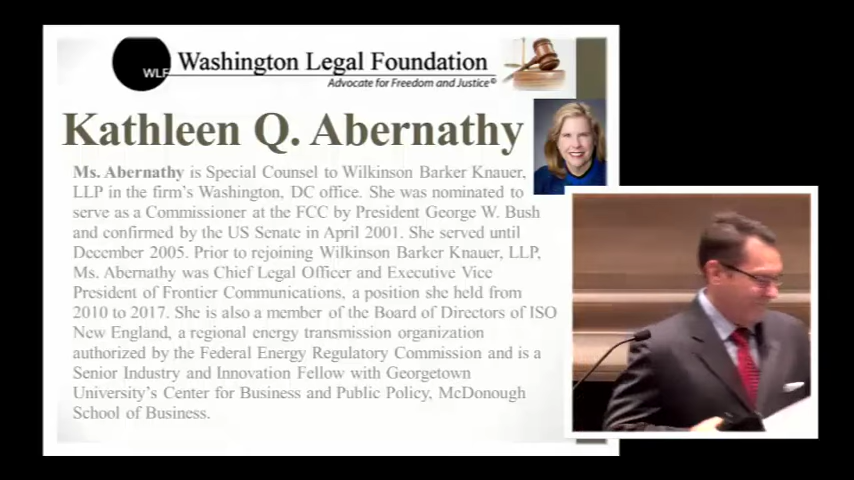 WLF Washington Legal Foundation
Advocate for Freedom and Justice®
Kathleen Q. Abernathy
Ms. Abernathy is Special Counsel to Wilkinson Barker Knauer,
LLP in the firm's Washington, DC office. She was nominated to
serve as a Commissioner at the FCC by President George W. Bush
and confirmed by the US Senate in April 2001. She served until
December 2005. Prior to rejoining Wilkinson Barker Knauer, LLP,
Ms. Abernathy was Chief Legal Officer and Executive Vice
President of Frontier Communications, a position she held from
2010 to 2017. She is also a member of the Board of Directors of ISO
New England, a regional energy transmission organization
authorized by the Federal Energy Regulatory Commission and is a
Senior Industry and Innovation Fellow with Georgetown
University's Center for Business and Public Policy, McDonough
School of Business.